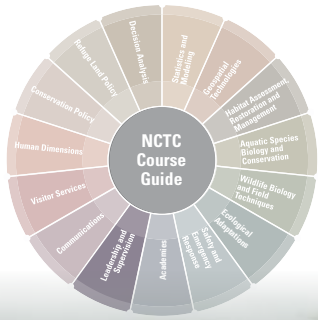 NCTC
Course
Guide
Decision Analysis
Statistics and
Modeling
Geospatial
Technologies
Habitat Assessment,
Restoration and
Management
Aquatic Species
Biology and
Conservation
Wildlife Biology
and Field
Techniques
Ecological
Adaptations
Safety and
Emergency
Response
Academies
Leadership and
Supervision
Communications
Visitor Services
Human Dimensions
Conservation Policy
Refuge Land Policy